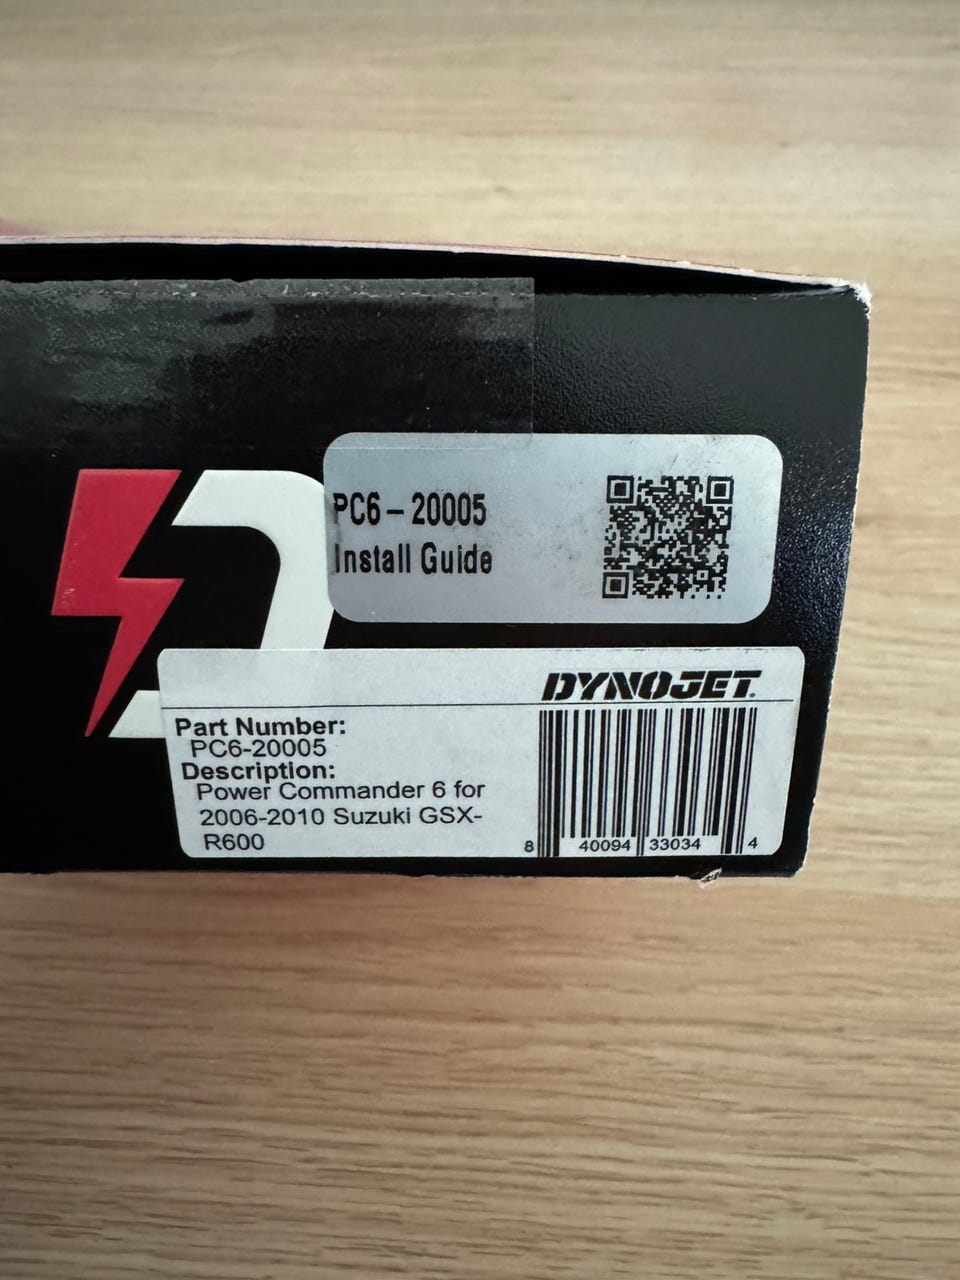 PC6-20005
Install Guide
DYNOJET
Part Number:
PC6-20005
Description:
Power Commander 6 for
2006-2010 Suzuki GSX-
R600
8 40094 33034 4